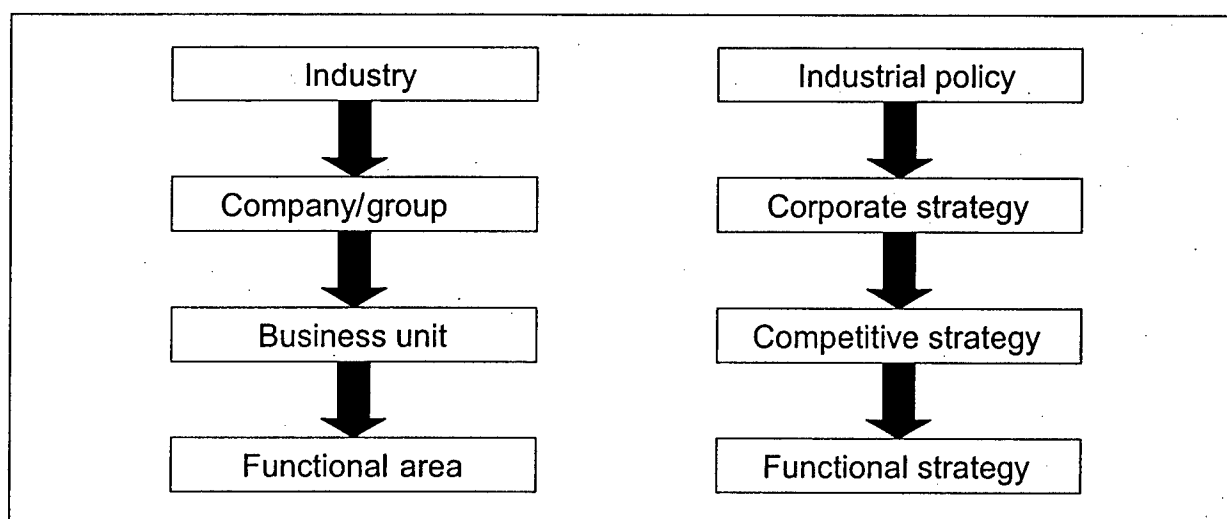 Industry
Industrial policy
Company/group
Corporate strategy
Business unit
Competitive strategy
Functional area
Functional strategy